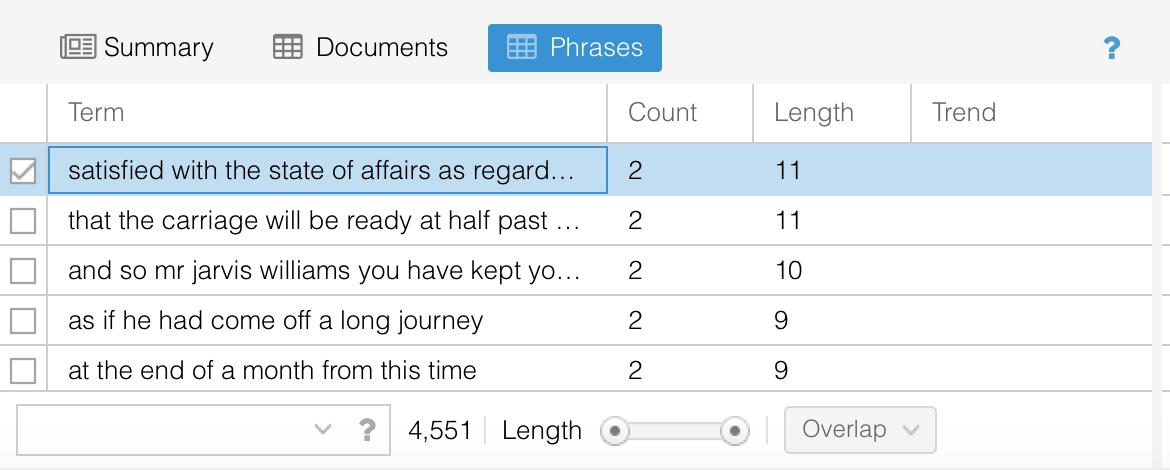 Summary Documents Phrases ?
Term Count Length Trend
satisfied with the state of affairs as regard... 2 11
that the carriage will be ready at half past ... 2 11
and so mr jarvis williams you have kept yo... 2 10
as if he had come off a long journey 2 9
at the end of a month from this time 2 9
? 4,551 Length Overlap